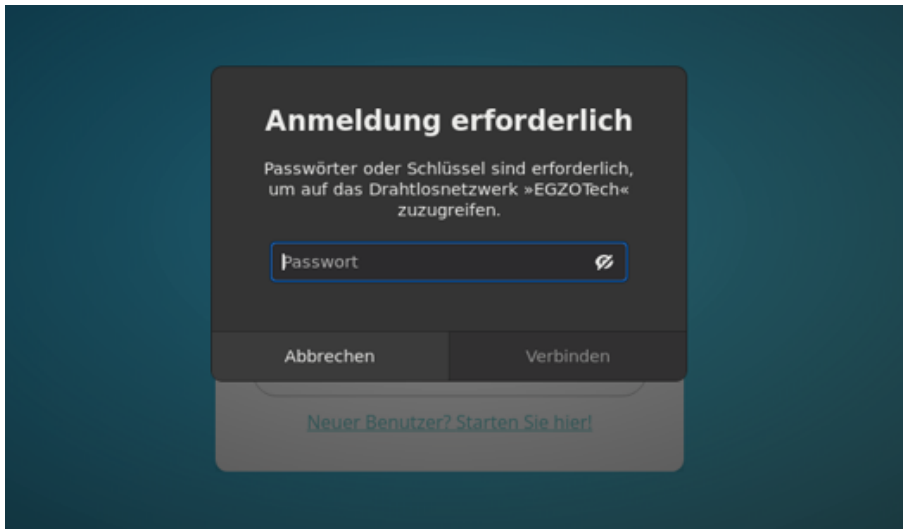 Anmeldung erforderlich
Passwörter oder Schlüssel sind erforderlich,
um auf das Drahtlosnetzwerk »EGZOTech«
zuzugreifen.
Passwort
Abbrechen
Verbinden
Neuer Benutzer? Starten Sie hier!